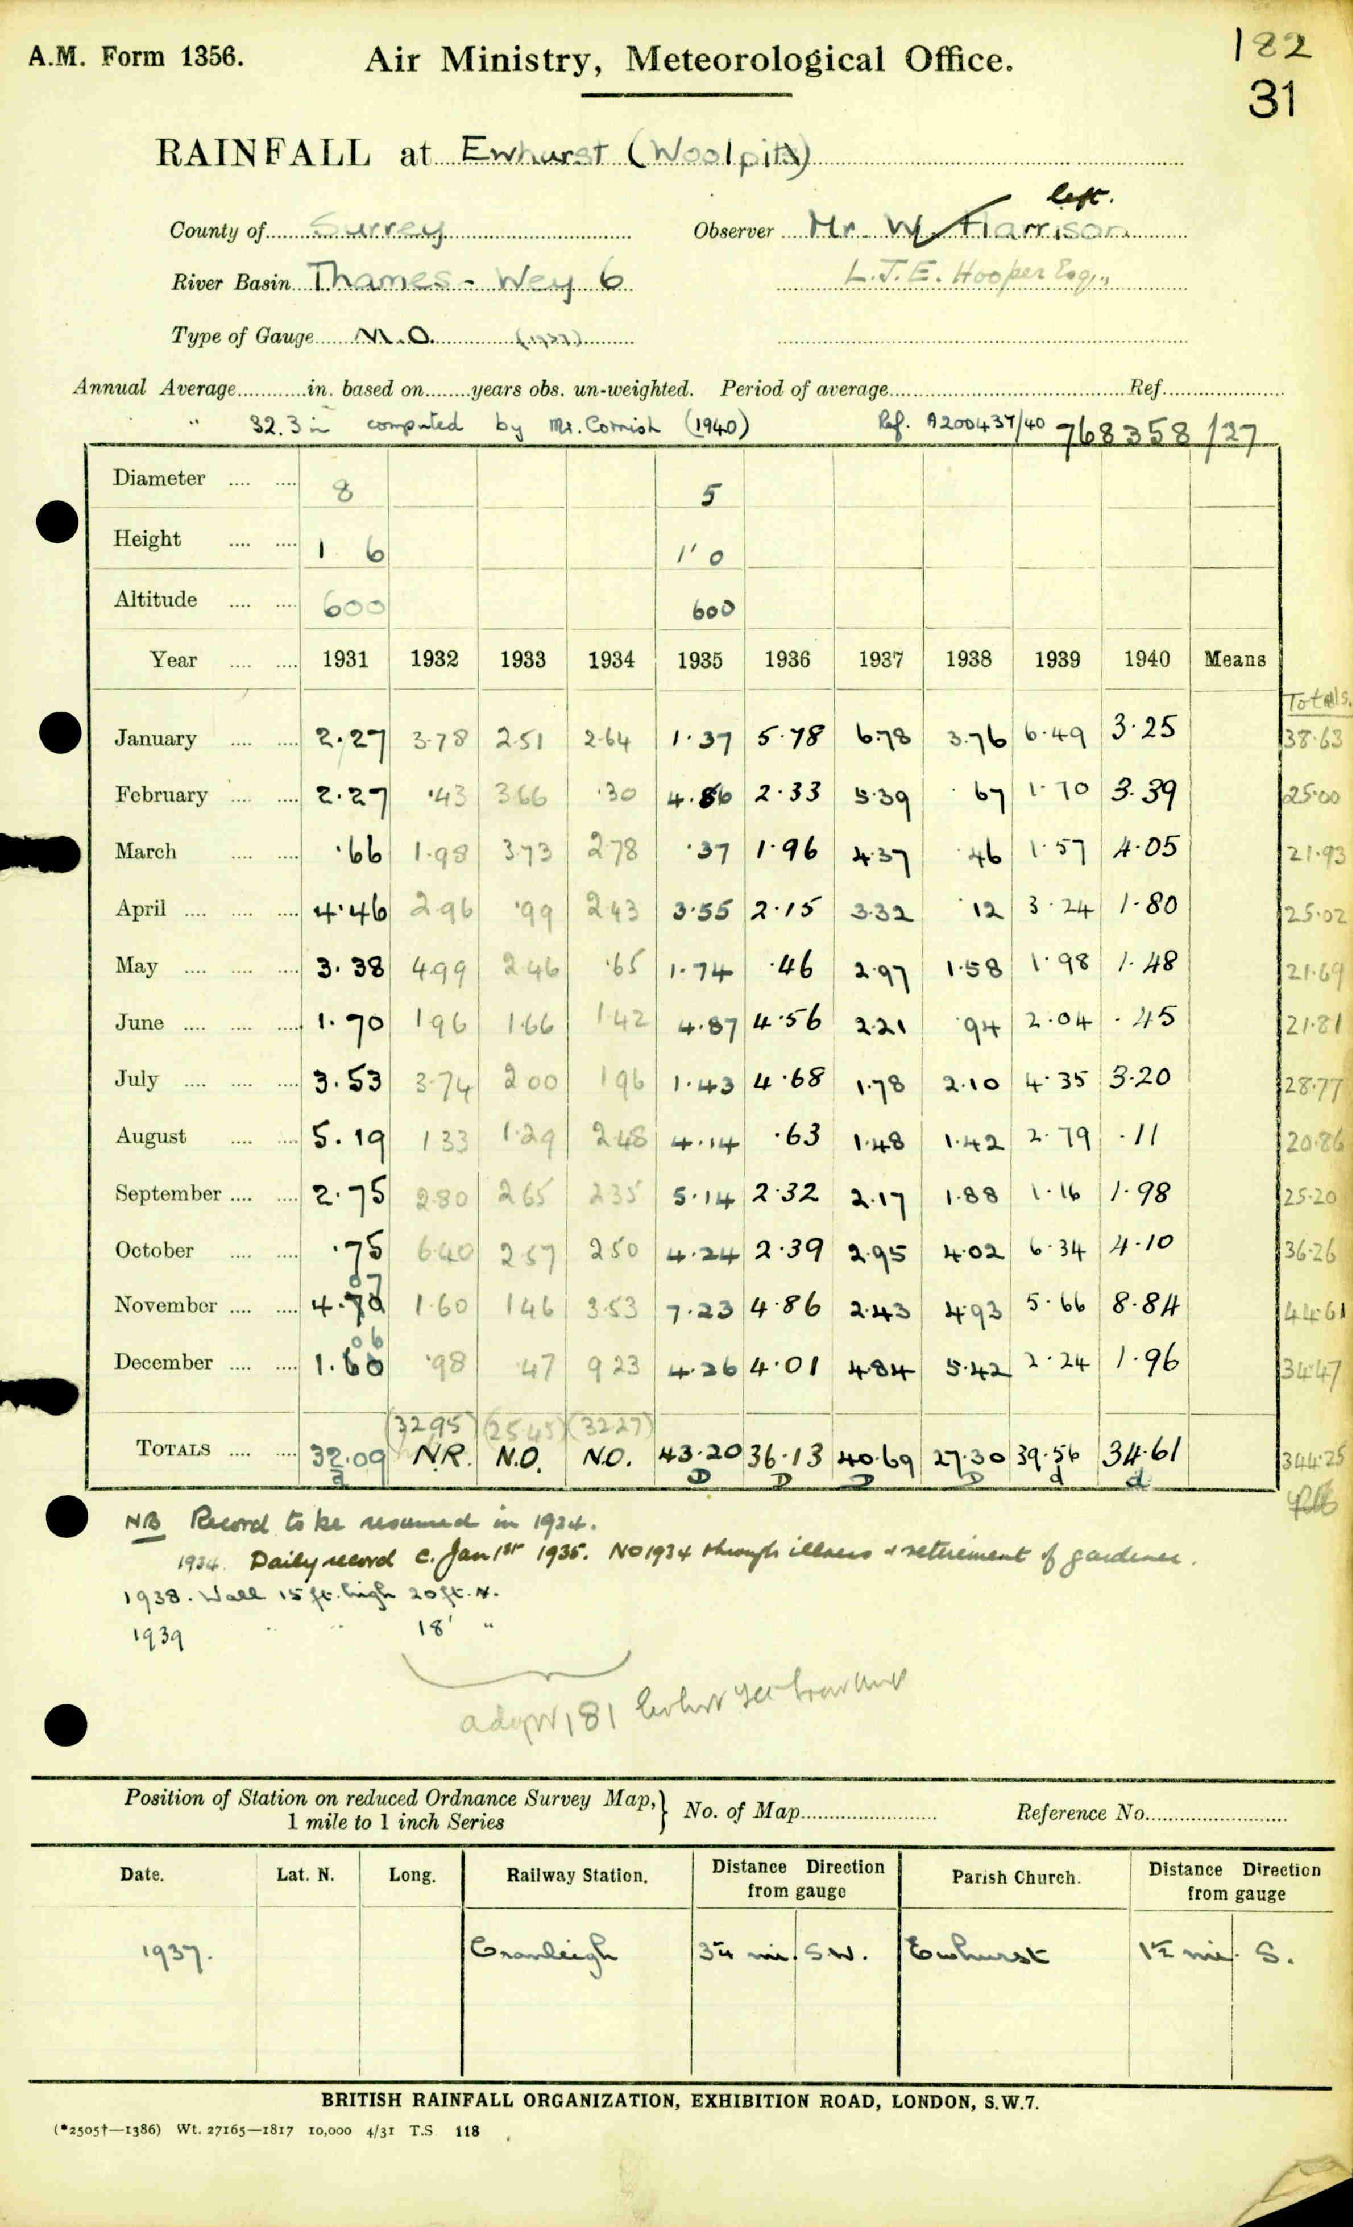 A.M. Form 1356.
Air Ministry, Meteorological Office.
182
31
RAINFALL at Ewhurst (Woolpits)
left.
County of Surrey Observer Mr. W. Harrison
River Basin Thames - Wey 6 L.J.E. Hooper Esq.,
Type of Gauge M.O. (1937)
Annual Average in. based on years obs. un-weighted. Period of average Ref.
" 32.3 in computed by Mr. Cornish (1940) Ref. A200437/40 768358/27
Diameter 8 5
Height 1 6 1' 0
Altitude 600 600
Year 1931 1932 1933 1934 1935 1936 1937 1938 1939 1940 Means
Totals.
January 2.27 3.78 2.51 2.64 1.37 5.78 6.78 3.76 6.49 3.25 38.63
February 2.27 .43 3.66 .30 4.86 2.33 5.39 .67 1.70 3.39 25.00
March .66 1.98 3.73 2.78 .37 1.96 4.37 .46 1.57 4.05 21.93
April 4.46 2.96 .99 2.43 3.55 2.15 3.32 .12 3.24 1.80 25.02
May 3.38 4.99 2.46 .65 1.74 .46 2.97 1.58 1.98 1.48 21.69
June 1.70 1.96 1.66 1.42 4.87 4.56 2.21 .94 2.04 .45 21.81
July 3.53 3.74 2.00 1.96 1.43 4.68 1.78 2.10 4.35 3.20 28.77
August 5.19 1.33 1.29 2.48 4.14 .63 1.48 1.42 2.79 .11 20.86
September 2.75 2.80 2.65 2.35 5.14 2.32 2.17 1.88 1.16 1.98 25.20
October .75 6.40 2.57 2.50 4.24 2.39 2.95 4.02 6.34 4.10 36.26
07
November 4.70 1.60 1.46 3.53 7.23 4.86 2.43 4.93 5.66 8.84 44.61
06
December 1.60 .98 .47 9.23 4.26 4.01 4.84 5.42 2.24 1.96 34.47
(32.95) (25.45) (32.27)
TOTALS 32.09 N.R. N.O. N.O. 43.20 36.13 40.69 27.30 39.56 34.61 344.25
d D D D D d d
NB Record to be resumed in 1934.
1934. Daily record c. Jan 1st 1935. NO 1934 through illness & retirement of gardener.
1938. Wall 15 ft. high 20 ft. N.
1939 " " 18' "
181
Position of Station on reduced Ordnance Survey Map, 1 mile to 1 inch Series } No. of Map Reference No.
Date. Lat. N. Long. Railway Station. Distance Direction from gauge Parish Church. Distance Direction from gauge
1937. Cranleigh 3¼ mi. S.W. Ewhurst 1½ mi. S.
BRITISH RAINFALL ORGANIZATION, EXHIBITION ROAD, LONDON, S.W.7.
(*2505†—1386) Wt. 27165—1817 10,000 4/31 T.S 118